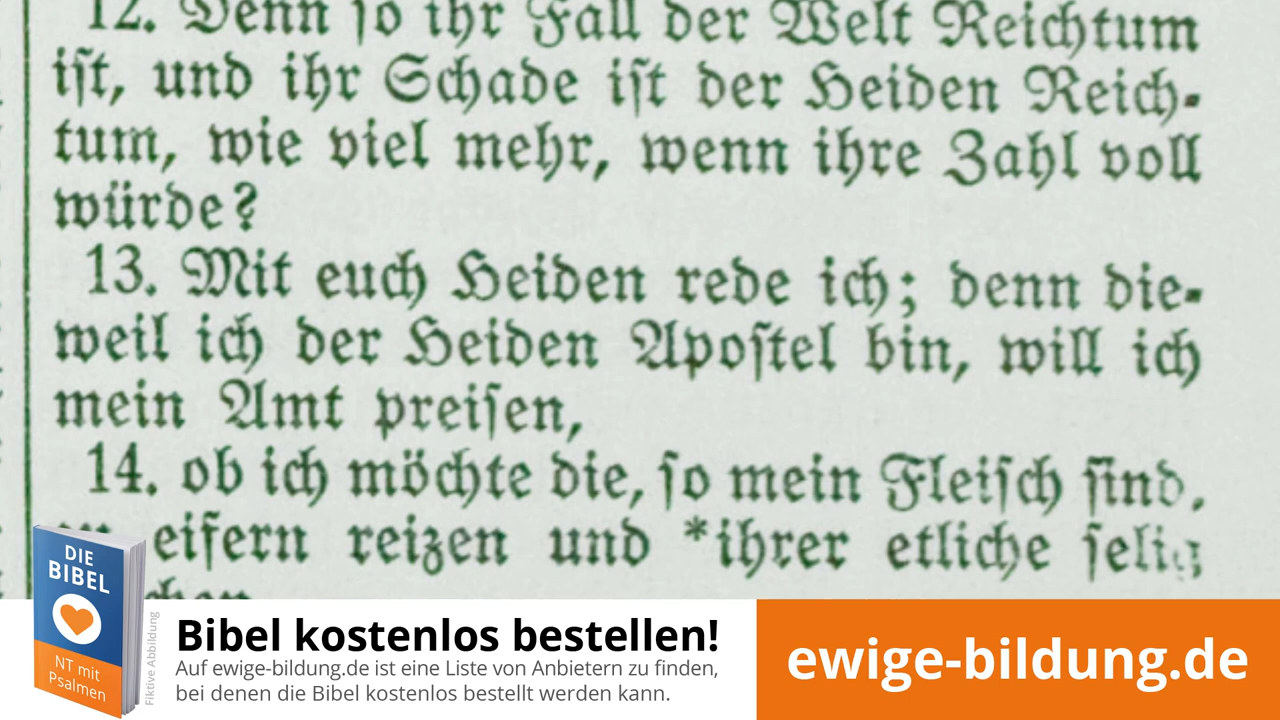 12. Denn ſo ihr Fall der Welt Reichtum
iſt, und ihr Schade iſt der Heiden Reich-
tum, wie viel mehr, wenn ihre Zahl voll
würde?
13. Mit euch Heiden rede ich; denn die-
weil ich der Heiden Apoſtel bin, will ich
mein Amt preiſen,
14. ob ich möchte die, ſo mein Fleiſch ſind,
eifern reizen und *ihrer etliche ſelig
DIE
BIBEL
NT mit
Psalmen
Fiktive Abbildung
Bibel kostenlos bestellen!
Auf ewige-bildung.de ist eine Liste von Anbietern zu finden,
bei denen die Bibel kostenlos bestellt werden kann.
ewige-bildung.de